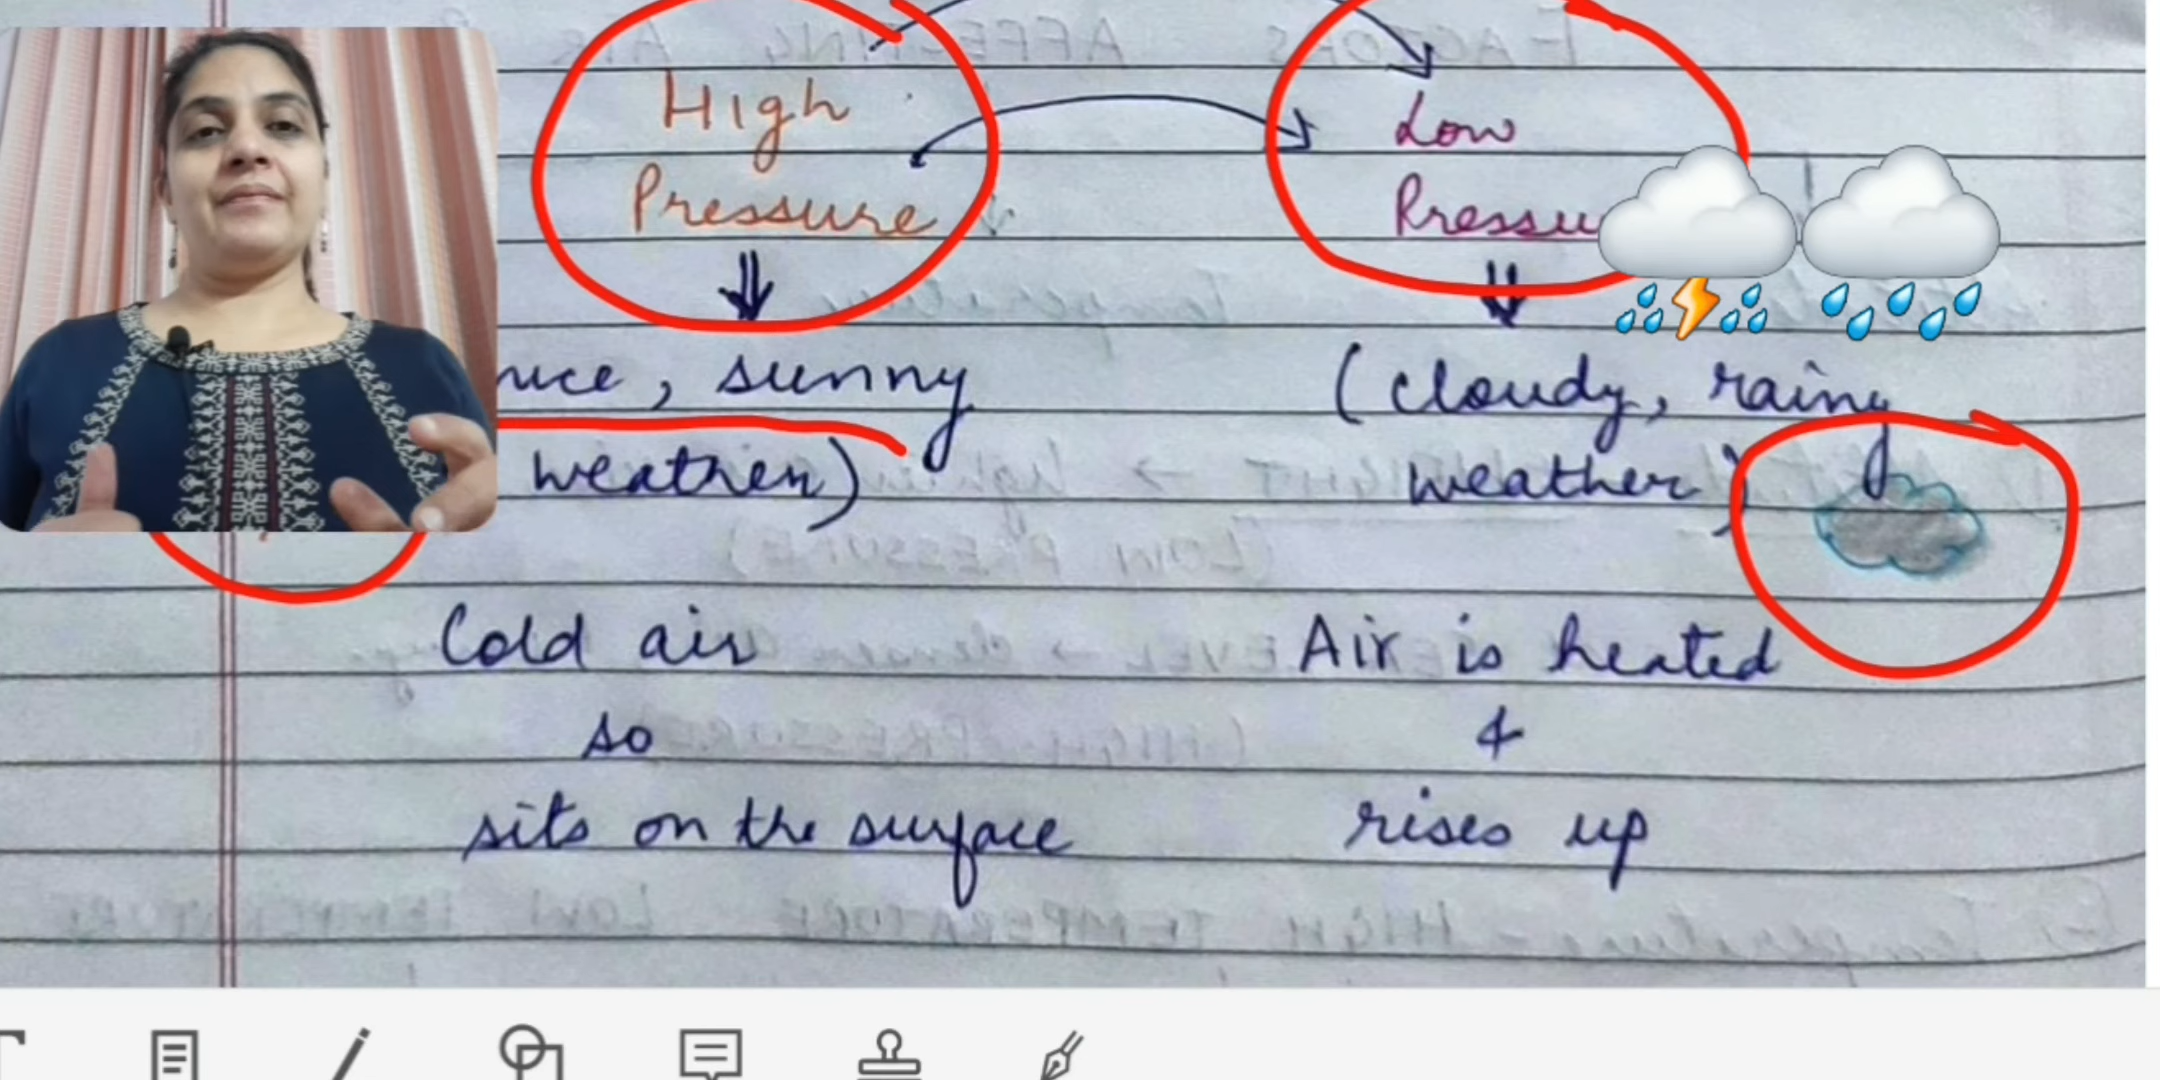 High
Pressure
nice, sunny
weather)
Cold air
so
sits on the surface
Low
Pressu
(cloudy, rainy
weather)
Air is heated
&
rises up